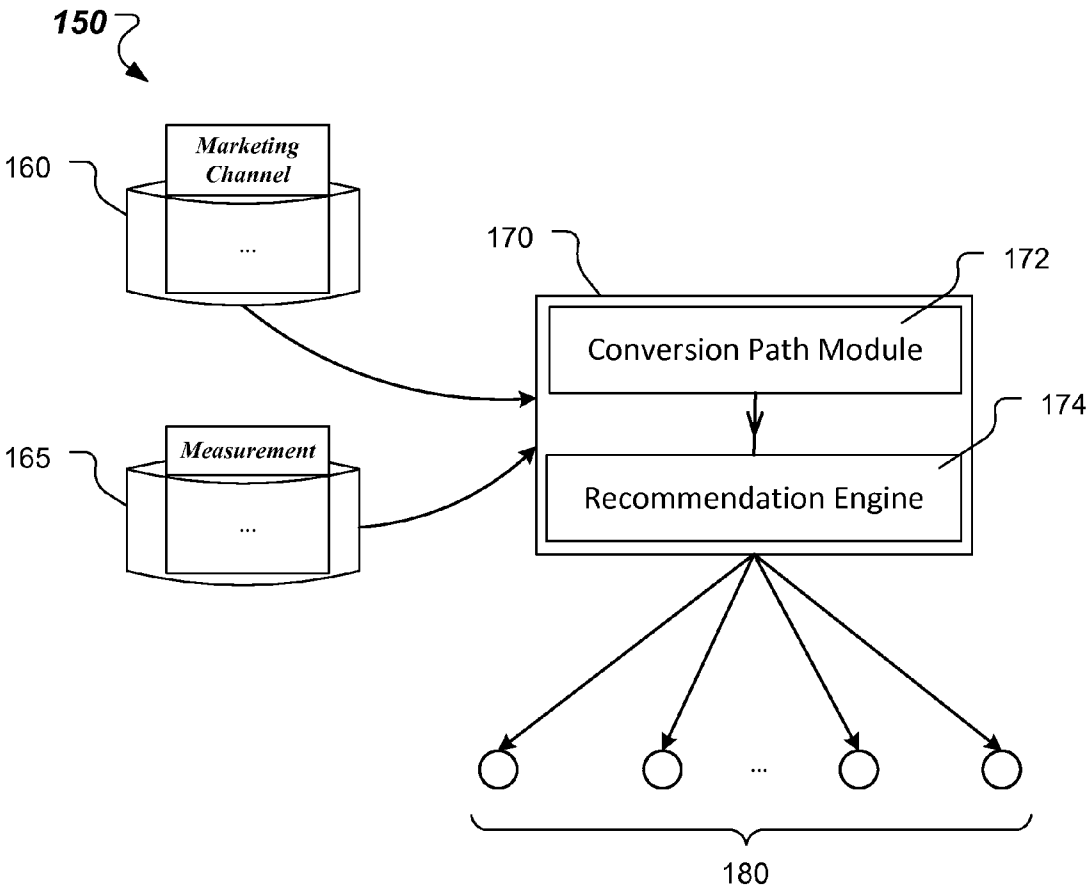 150
Marketing
Channel
160
...
170
172
Conversion Path Module
174
Measurement
165
...
Recommendation Engine
...
180